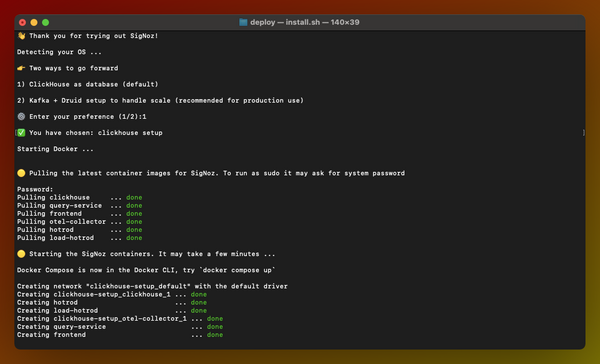 deploy — install.sh — 140×39
👋 Thank you for trying out SigNoz!
Detecting your OS ...
👉 Two ways to go forward
1) ClickHouse as database (default)
2) Kafka + Druid setup to handle scale (recommended for production use)
Enter your preference (1/2):1
✅ You have chosen: clickhouse setup
Starting Docker ...
🟡 Pulling the latest container images for SigNoz. To run as sudo it may ask for system password
Password:
Pulling clickhouse     ... done
Pulling query-service  ... done
Pulling frontend       ... done
Pulling otel-collector ... done
Pulling hotrod         ... done
Pulling load-hotrod    ... done
🟡 Starting the SigNoz containers. It may take a few minutes ...
Docker Compose is now in the Docker CLI, try `docker compose up`
Creating network "clickhouse-setup_default" with the default driver
Creating clickhouse-setup_clickhouse_1 ... done
Creating hotrod                        ... done
Creating load-hotrod                   ... done
Creating clickhouse-setup_otel-collector_1 ... done
Creating query-service                     ... done
Creating frontend                          ... done